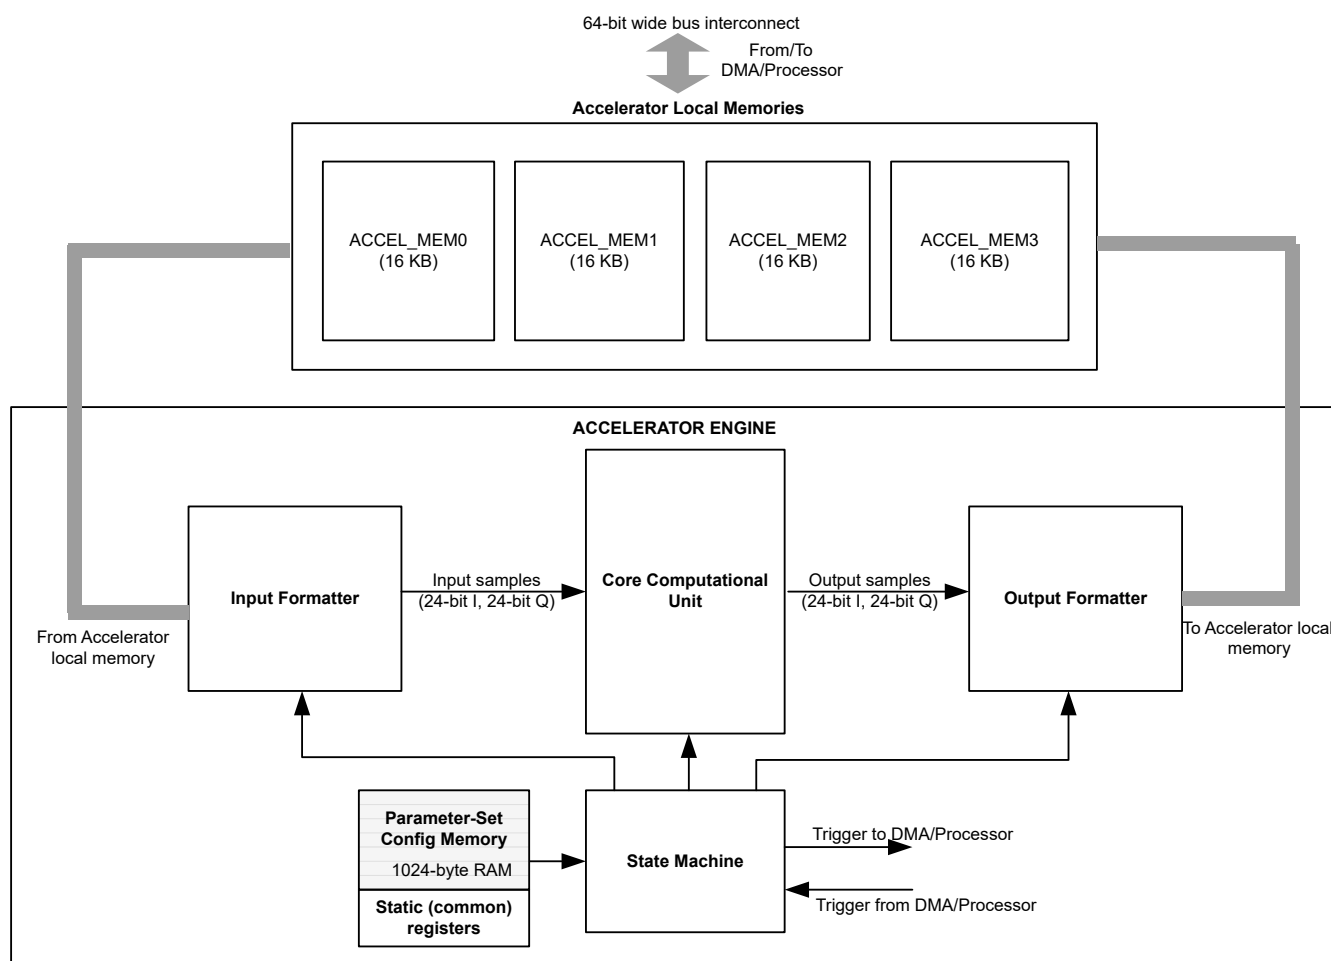 64-bit wide bus interconnect
From/To
DMA/Processor
Accelerator Local Memories
ACCEL_MEM0
(16 KB)
ACCEL_MEM1
(16 KB)
ACCEL_MEM2
(16 KB)
ACCEL_MEM3
(16 KB)
ACCELERATOR ENGINE
Input Formatter
Input samples
(24-bit I, 24-bit Q)
Core Computational
Unit
Output samples
(24-bit I, 24-bit Q)
Output Formatter
From Accelerator
local memory
To Accelerator local
memory
Parameter-Set
Config Memory
1024-byte RAM
Static (common)
registers
State Machine
Trigger to DMA/Processor
Trigger from DMA/Processor